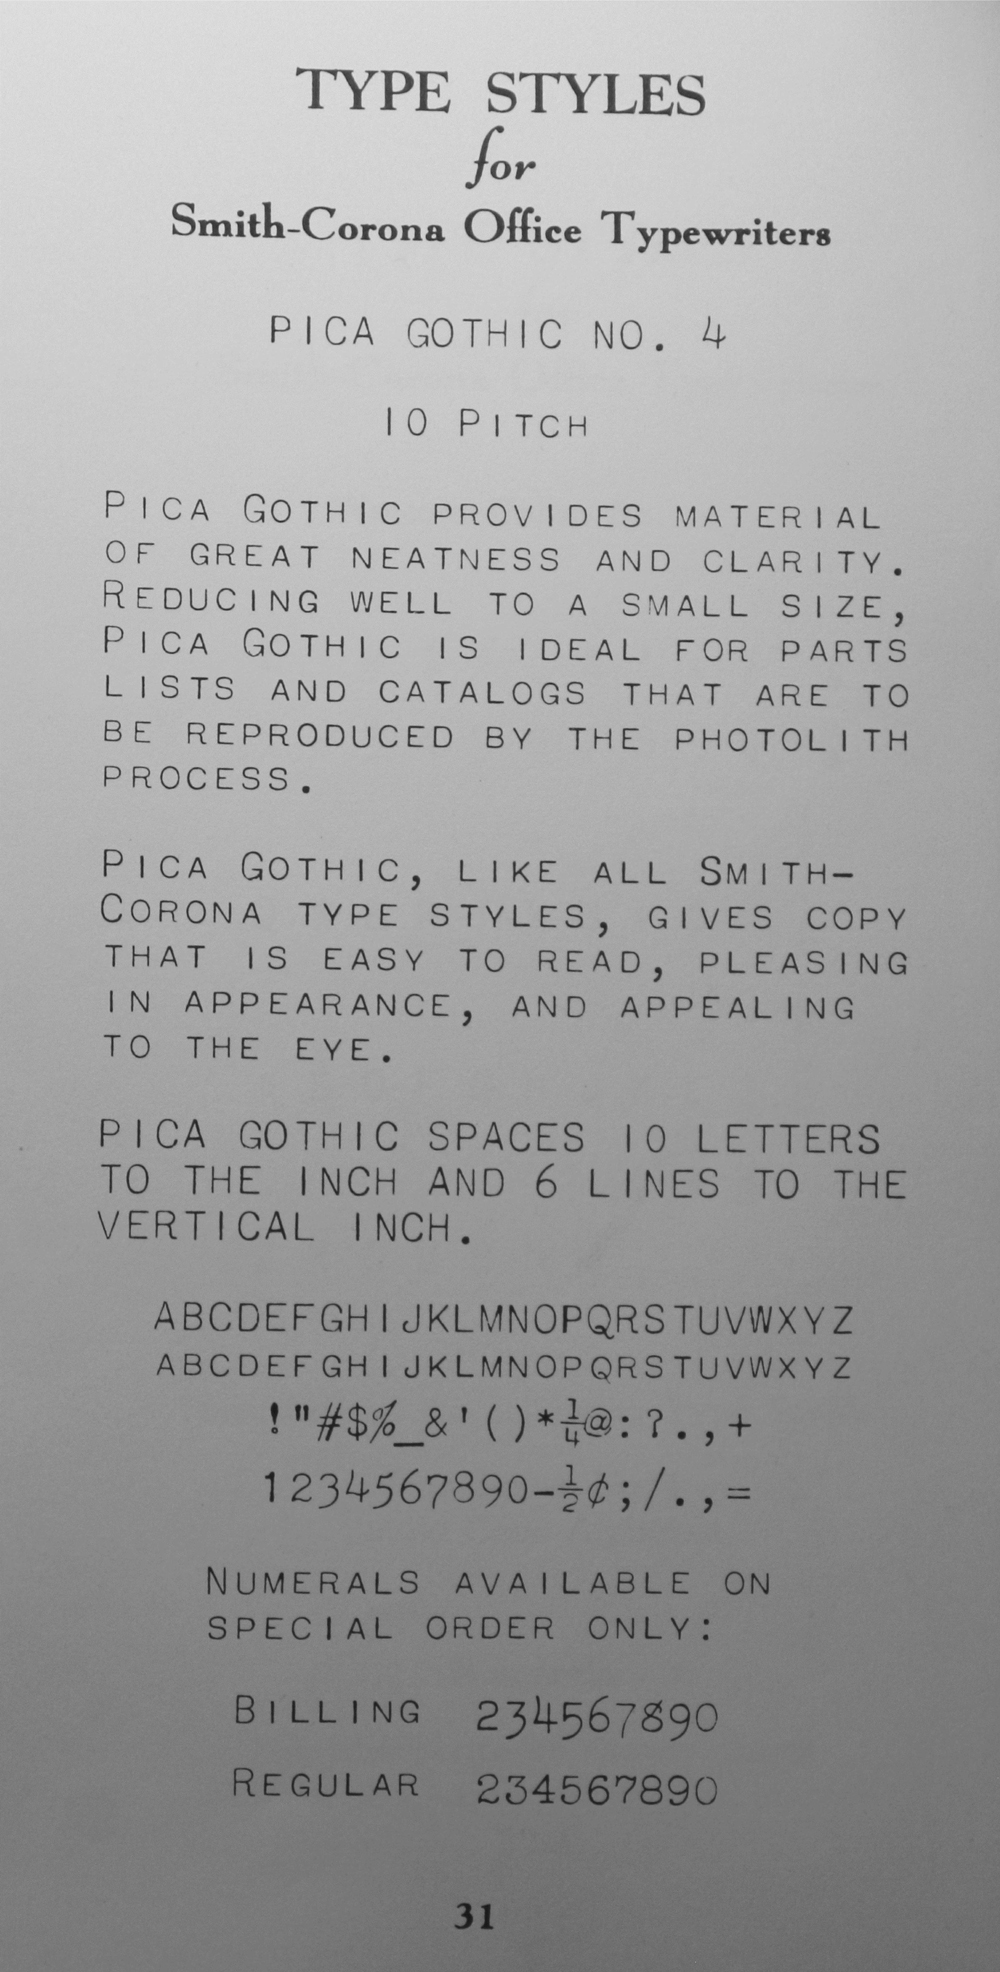 TYPE STYLES
for
Smith-Corona Office Typewriters
PICA GOTHIC NO. 4
10 PITCH
PICA GOTHIC PROVIDES MATERIAL
OF GREAT NEATNESS AND CLARITY.
REDUCING WELL TO A SMALL SIZE,
PICA GOTHIC IS IDEAL FOR PARTS
LISTS AND CATALOGS THAT ARE TO
BE REPRODUCED BY THE PHOTOLITH
PROCESS.
PICA GOTHIC, LIKE ALL SMITH-
CORONA TYPE STYLES, GIVES COPY
THAT IS EASY TO READ, PLEASING
IN APPEARANCE, AND APPEALING
TO THE EYE.
PICA GOTHIC SPACES 10 LETTERS
TO THE INCH AND 6 LINES TO THE
VERTICAL INCH.
ABCDEFGHIJKLMNOPQRSTUVWXYZ
ABCDEFGHIJKLMNOPQRSTUVWXYZ
!"#$%_&'()*¼@:?.,+
1234567890-½¢;/.,=
NUMERALS AVAILABLE ON
SPECIAL ORDER ONLY:
BILLING 234567890
REGULAR 234567890
31